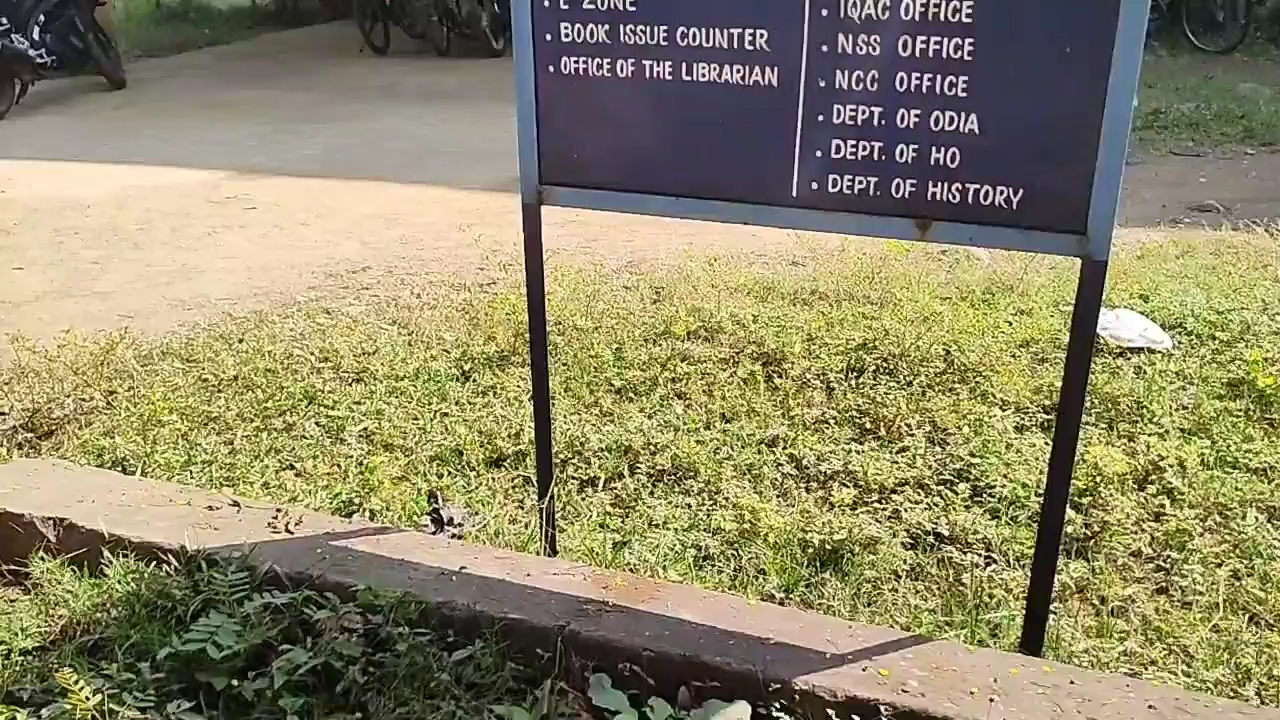 . E-ZONE
. BOOK ISSUE COUNTER
. OFFICE OF THE LIBRARIAN
. IQAC OFFICE
. NSS OFFICE
. NCC OFFICE
. DEPT. OF ODIA
. DEPT. OF HO
. DEPT. OF HISTORY